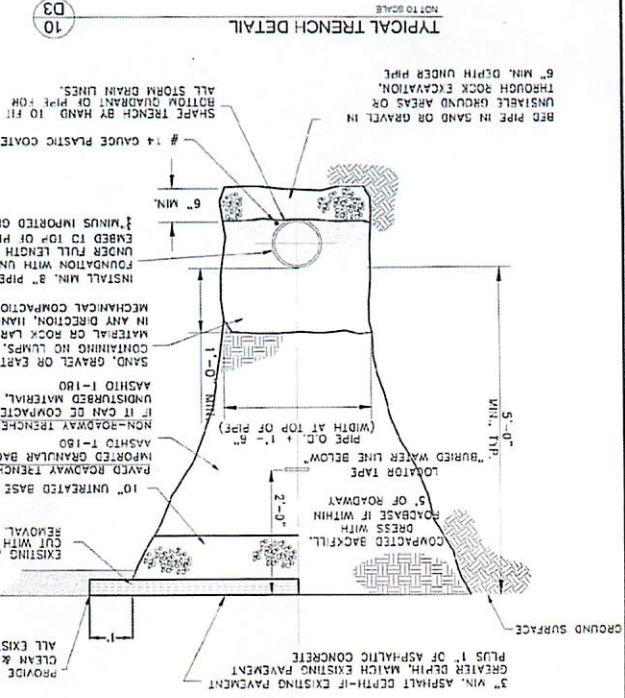 3" MIN. ASPHALT DEPTH-IF EXISTING PAVEMENT
GREATER DEPTH, MATCH EXISTING PAVEMENT
PLUS 1" OF ASPHALTIC CONCRETE
GROUND SURFACE
PROVIDE
CLEAN &
ALL EXIST
1'
EXISTING
CUT WITH
REMOVAL
COMPACTED BACKFILL.
DRESS WITH
ROADBASE IF WITHIN
5' OF ROADWAY
10" UNTREATED BASE
2'-0"
LOCATOR TAPE
"BURIED WATER LINE BELOW"
PAVED ROADWAY TRENCH
IMPORTED GRANULAR BAC
AASHTO T-180
NON-ROADWAY TRENCHES
IF IT CAN BE COMPACTE
UNDISTURBED MATERIAL,
AASHTO T-180
5'-0"
MIN., TYP.
PIPE O.D. + 1'-6"
(WIDTH AT TOP OF PIPE)
1'-0" MIN.
SAND, GRAVEL OR EART
CONTAINING NO LUMPS,
MATERIAL OR ROCK LAR
IN ANY DIRECTION, HAN
MECHANICAL COMPACTIO
INSTALL MIN. 3" PIPE
FOUNDATION WITH UN
UNDER FULL LENGTH
EMBED TO TOP OF PI
¾" MINUS IMPORTED G
6"
MIN.
# 14 GAUGE PLASTIC COATE
SHAPE TRENCH BY HAND TO FIT
BOTTOM QUADRANT OF PIPE FOR
ALL STORM DRAIN LINES.
BED PIPE IN SAND OR GRAVEL IN
UNSTABLE GROUND AREAS OR
THROUGH ROCK EXCAVATION,
6" MIN. DEPTH UNDER PIPE
TYPICAL TRENCH DETAIL
NOT TO SCALE
10
D3